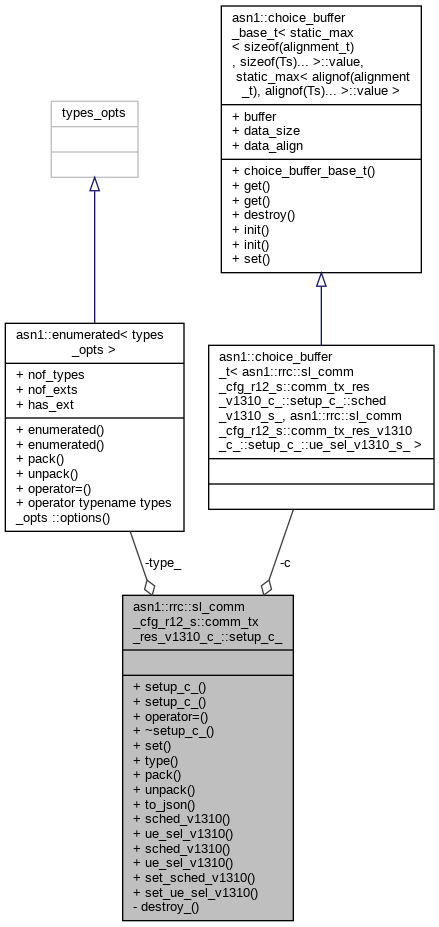 asn1::choice_buffer
_base_t< static_max
< sizeof(alignment_t)
, sizeof(Ts)... >::value,
static_max< alignof(alignment
_t), alignof(Ts)... >::value >
+ buffer
+ data_size
+ data_align
+ choice_buffer_base_t()
+ get()
+ get()
+ destroy()
+ init()
+ init()
+ set()
types_opts
asn1::enumerated< types
_opts >
+ nof_types
+ nof_exts
+ has_ext
+ enumerated()
+ enumerated()
+ pack()
+ unpack()
+ operator=()
+ operator typename types
_opts ::options()
asn1::choice_buffer
_t< asn1::rrc::sl_comm
_cfg_r12_s::comm_tx_res
_v1310_c_::setup_c_::sched
_v1310_s_, asn1::rrc::sl_comm
_cfg_r12_s::comm_tx_res_v1310
_c_::setup_c_::ue_sel_v1310_s_ >
-type_
-c
asn1::rrc::sl_comm
_cfg_r12_s::comm_tx
_res_v1310_c_::setup_c_
+ setup_c_()
+ setup_c_()
+ operator=()
+ ~setup_c_()
+ set()
+ type()
+ pack()
+ unpack()
+ to_json()
+ sched_v1310()
+ ue_sel_v1310()
+ sched_v1310()
+ ue_sel_v1310()
+ set_sched_v1310()
+ set_ue_sel_v1310()
- destroy_()